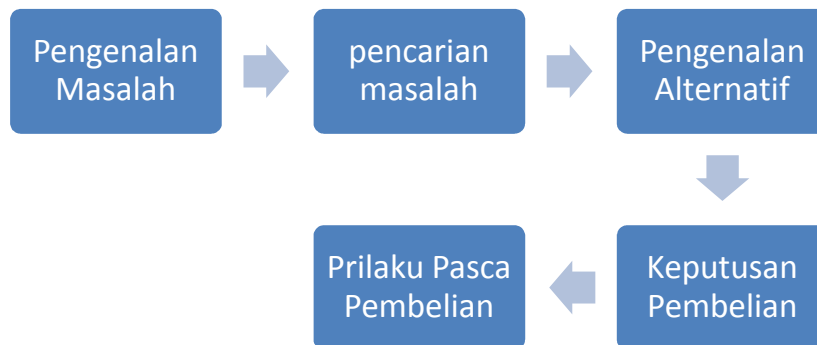 Pengenalan
Masalah
pencarian
masalah
Pengenalan
Alternatif
Keputusan
Pembelian
Prilaku Pasca
Pembelian